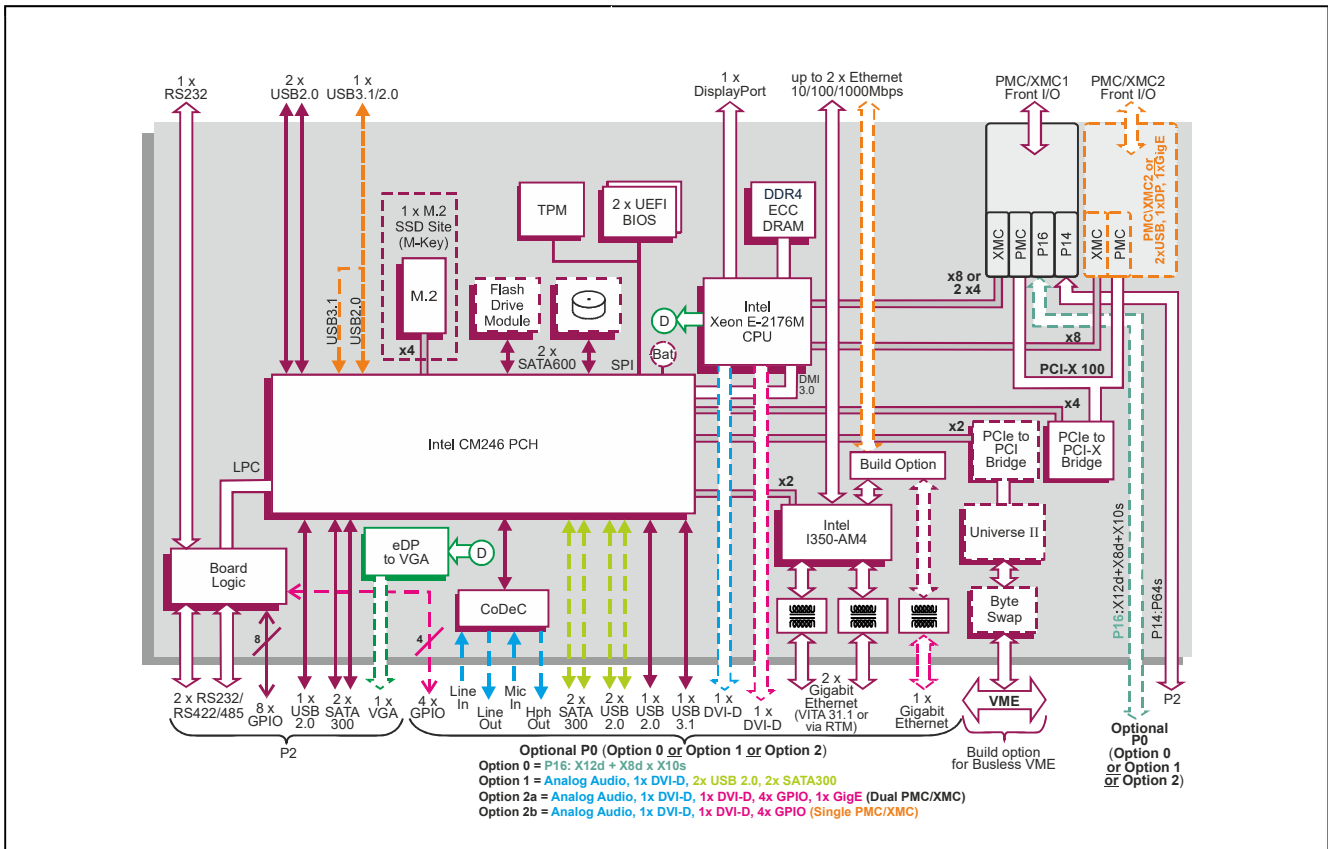 1 x
RS232
2 x
USB2.0
1 x
USB3.1/2.0
1 x
DisplayPort
up to 2 x Ethernet
10/100/1000Mbps
PMC/XMC1
Front I/O
PMC/XMC2
Front I/O
1 x M.2
SSD Site
(M-Key)
M.2
x4
USB3.1
USB2.0
TPM
2 x UEFI
BIOS
DDR4
ECC
DRAM
XMC
PMC
P16
P14
XMC
PMC
PMC\XMC2 or
2xUSB, 1xDP, 1xGigE
Flash
Drive
Module
2 x
SATA600
SPI
Bat
D
Intel
Xeon E-2176M
CPU
DMI
3.0
x8 or
2 x4
x8
PCI-X 100
x4
x2
x2
Intel CM246 PCH
LPC
PCIe to
PCI
Bridge
PCIe to
PCI-X
Bridge
Build Option
Intel
I350-AM4
Universe II
Byte
Swap
Board
Logic
eDP
to VGA
D
CoDeC
8
4
P16:X12d+X8d+X10s
P14:P64s
2 x RS232/
RS422/485
8x
GPIO
1 x
USB
2.0
2 x
SATA
300
1 x
VGA
4 x
GPIO
Line
In
Line
Out
Mic
In
Hph
Out
2 x
SATA
300
2 x
USB
2.0
1 x
USB
2.0
1 x
USB
3.1
1 x
DVI-D
1 x
DVI-D
2 x
Gigabit
Ethernet
(VITA 31.1 or
via RTM)
1 x
Gigabit
Ethernet
VME
P2
P2
Build option
for Busless VME
Optional
P0
(Option 0
or Option 1
or Option 2)
Optional P0 (Option 0 or Option 1 or Option 2)
Option 0 = P16: X12d + X8d x X10s
Option 1 = Analog Audio, 1x DVI-D, 2x USB 2.0, 2x SATA300
Option 2a = Analog Audio, 1x DVI-D, 1x DVI-D, 4x GPIO, 1x GigE (Dual PMC/XMC)
Option 2b = Analog Audio, 1x DVI-D, 1x DVI-D, 4x GPIO (Single PMC/XMC)